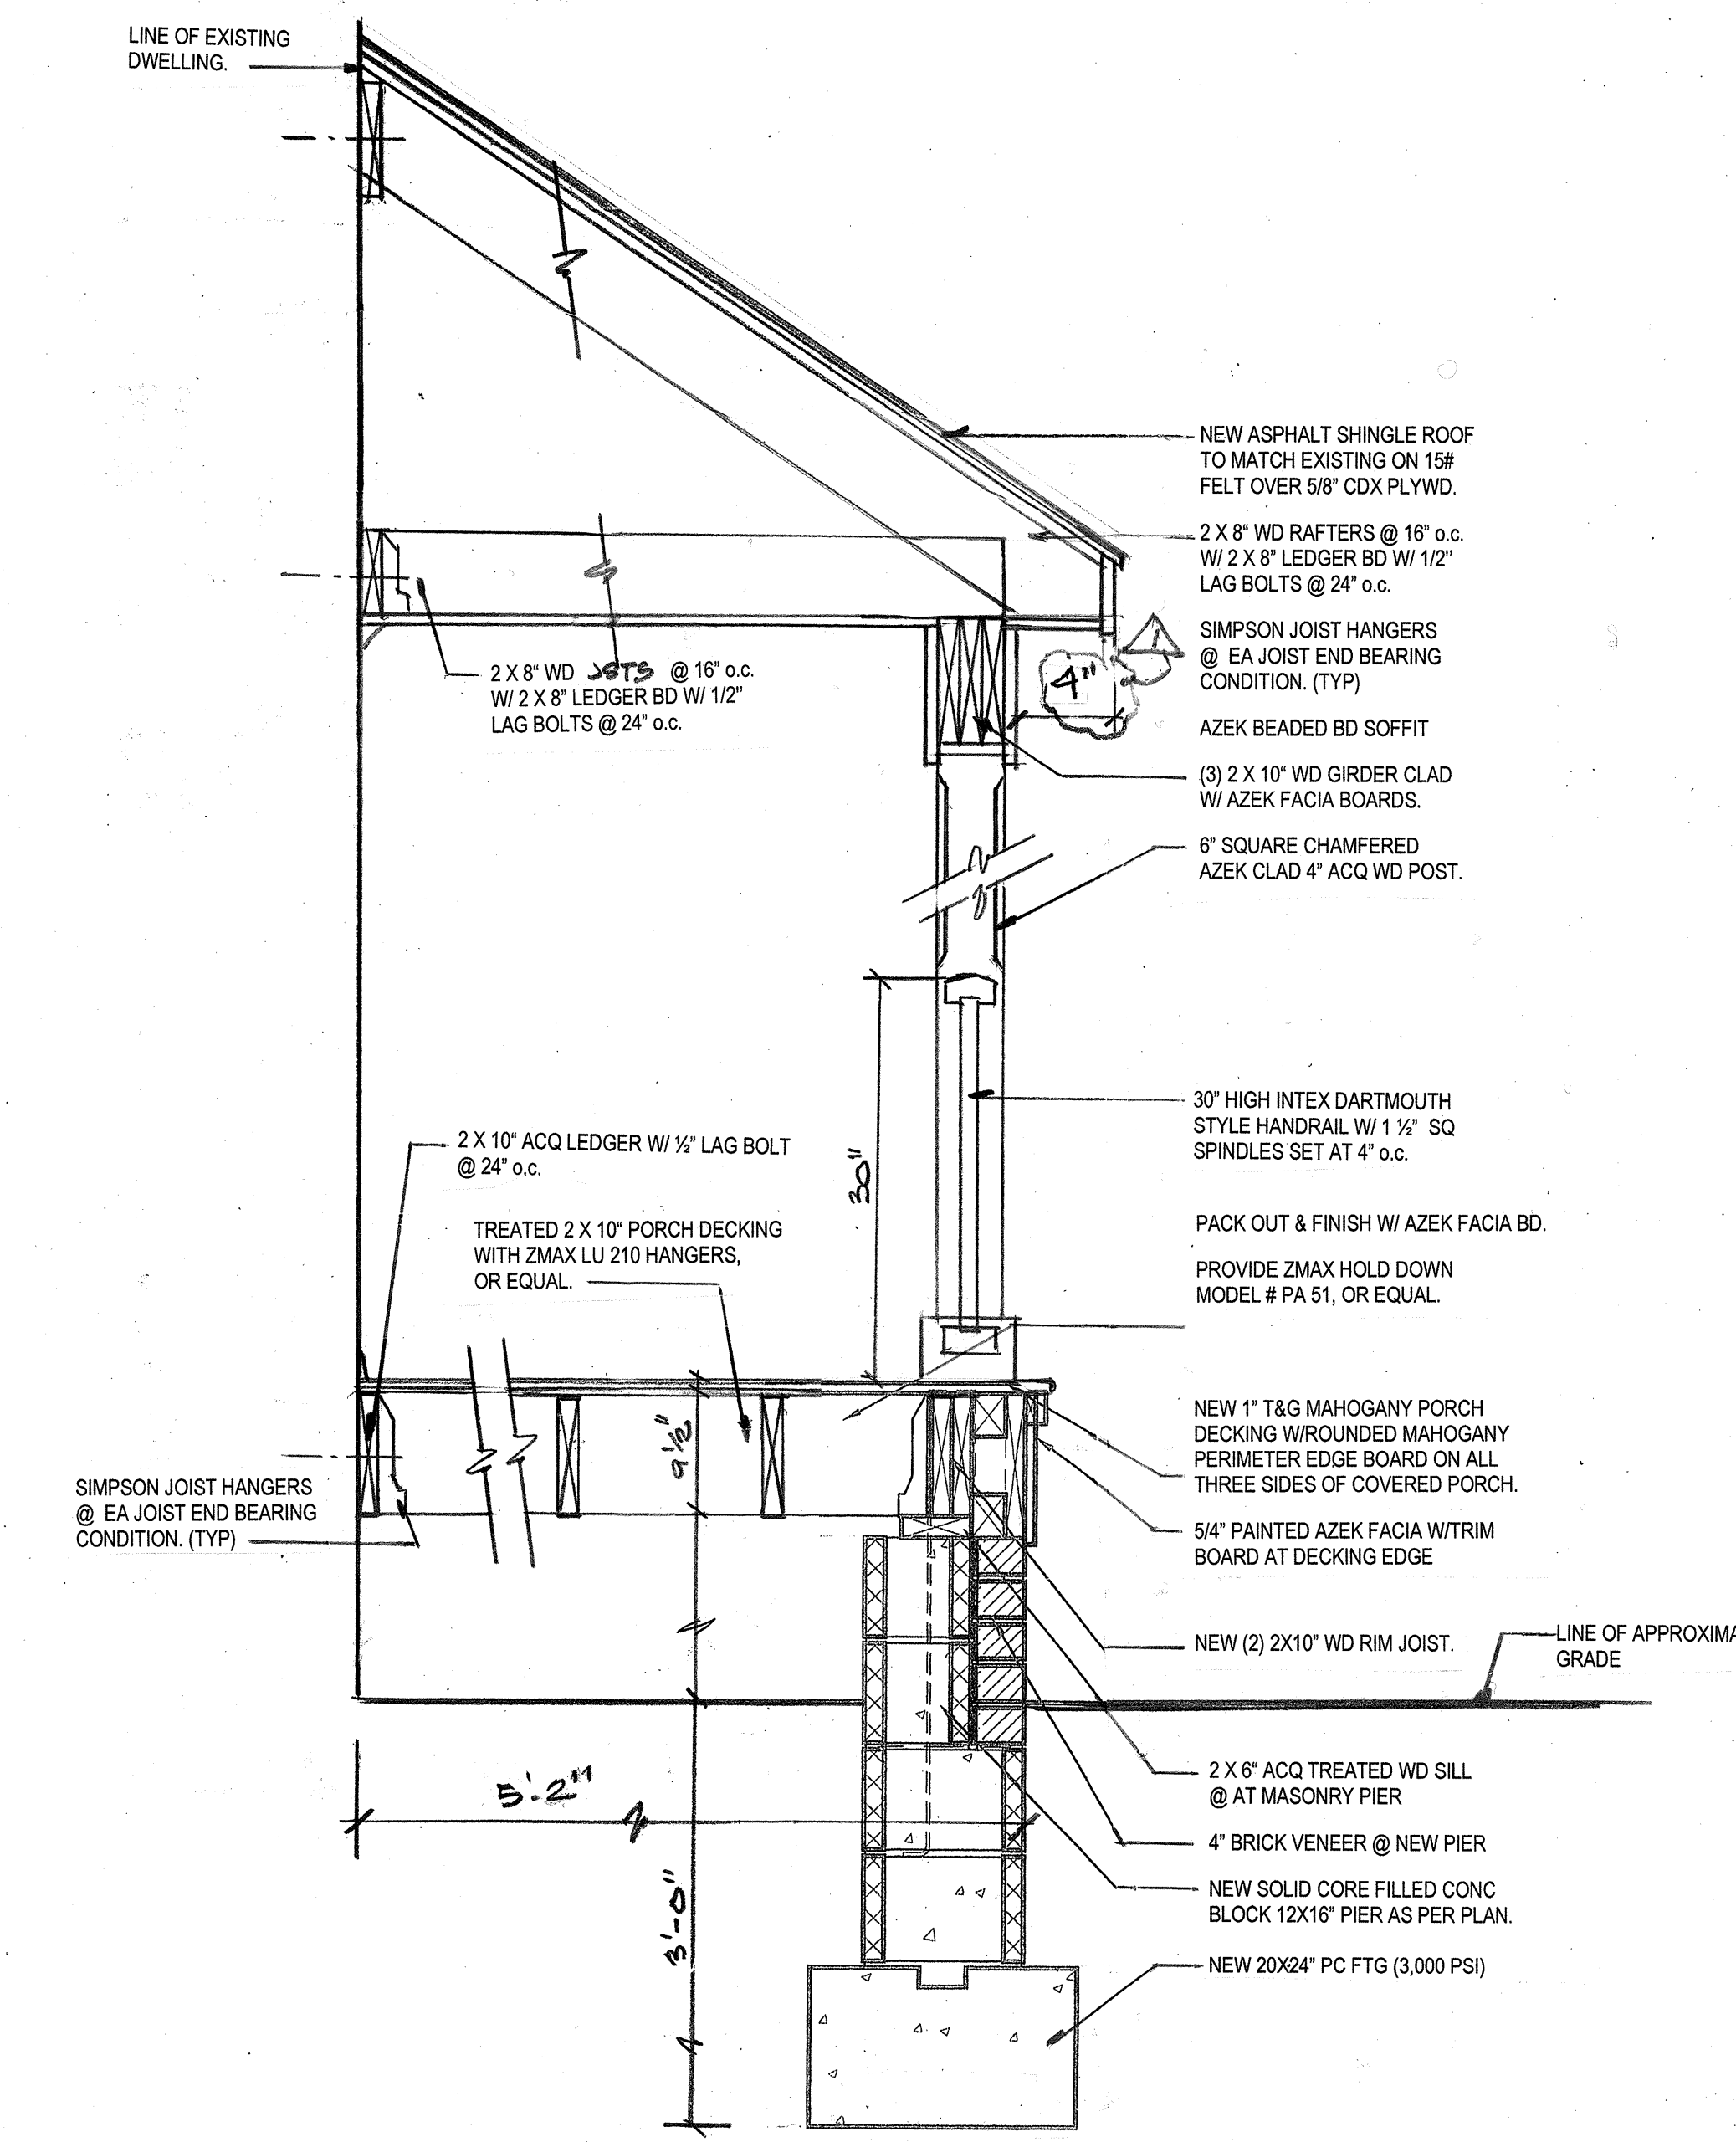 LINE OF EXISTING
DWELLING.
NEW ASPHALT SHINGLE ROOF
TO MATCH EXISTING ON 15#
FELT OVER 5/8" CDX PLYWD.
2 X 8" WD RAFTERS @ 16" o.c.
W/ 2 X 8" LEDGER BD W/ 1/2"
LAG BOLTS @ 24" o.c.
SIMPSON JOIST HANGERS
@ EA JOIST END BEARING
CONDITION. (TYP)
1
4"
2 X 8" WD JSTS @ 16" o.c.
W/ 2 X 8" LEDGER BD W/ 1/2"
LAG BOLTS @ 24" o.c.
AZEK BEADED BD SOFFIT
(3) 2 X 10" WD GIRDER CLAD
W/ AZEK FACIA BOARDS.
6" SQUARE CHAMFERED
AZEK CLAD 4" ACQ WD POST.
30" HIGH INTEX DARTMOUTH
STYLE HANDRAIL W/ 1 ½" SQ
SPINDLES SET AT 4" o.c.
30"
2 X 10" ACQ LEDGER W/ ½" LAG BOLT
@ 24" o.c.
TREATED 2 X 10" PORCH DECKING
WITH ZMAX LU 210 HANGERS,
OR EQUAL.
PACK OUT & FINISH W/ AZEK FACIA BD.
PROVIDE ZMAX HOLD DOWN
MODEL # PA 51, OR EQUAL.
NEW 1" T&G MAHOGANY PORCH
DECKING W/ROUNDED MAHOGANY
PERIMETER EDGE BOARD ON ALL
THREE SIDES OF COVERED PORCH.
9½"
SIMPSON JOIST HANGERS
@ EA JOIST END BEARING
CONDITION. (TYP)
5/4" PAINTED AZEK FACIA W/TRIM
BOARD AT DECKING EDGE
NEW (2) 2X10" WD RIM JOIST.
LINE OF APPROXIMA
GRADE
2 X 6" ACQ TREATED WD SILL
@ AT MASONRY PIER
5'-2"
4" BRICK VENEER @ NEW PIER
NEW SOLID CORE FILLED CONC
BLOCK 12X16" PIER AS PER PLAN.
3'-0"
NEW 20X24" PC FTG (3,000 PSI)